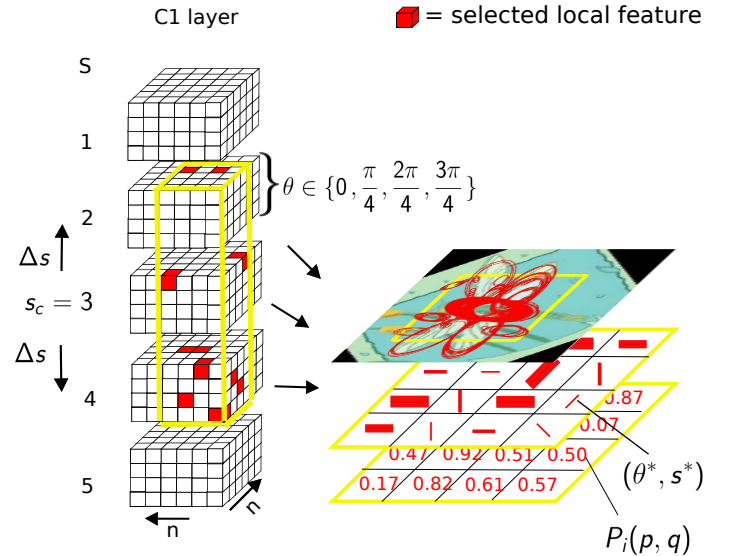 C1 layer
= selected local feature
S
1
θ ∈ {0, π/4, 2π/4, 3π/4}
2
Δs
s_c = 3
Δs
4
5
n
n
0.87
0.07
0.47 0.92 0.51 0.50
0.17 0.82 0.61 0.57
(θ*, s*)
P_i(p, q)